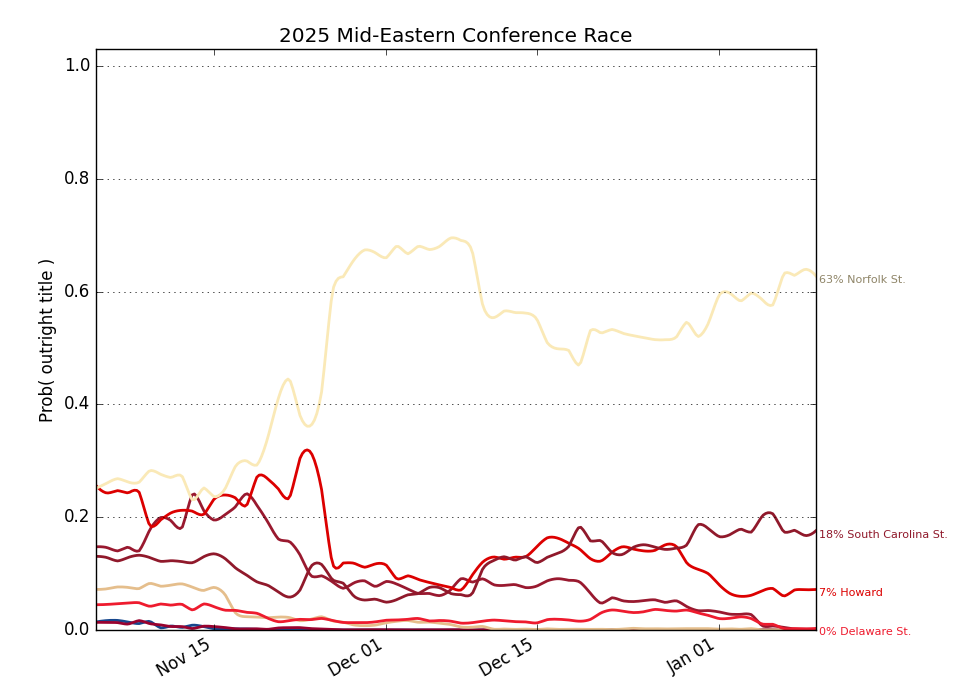 2025 Mid-Eastern Conference Race
1.0
0.8
0.6
0.4
0.2
0.0
Prob( outright title )
63% Norfolk St.
18% South Carolina St.
7% Howard
0% Delaware St.
Nov 15
Dec 01
Dec 15
Jan 01